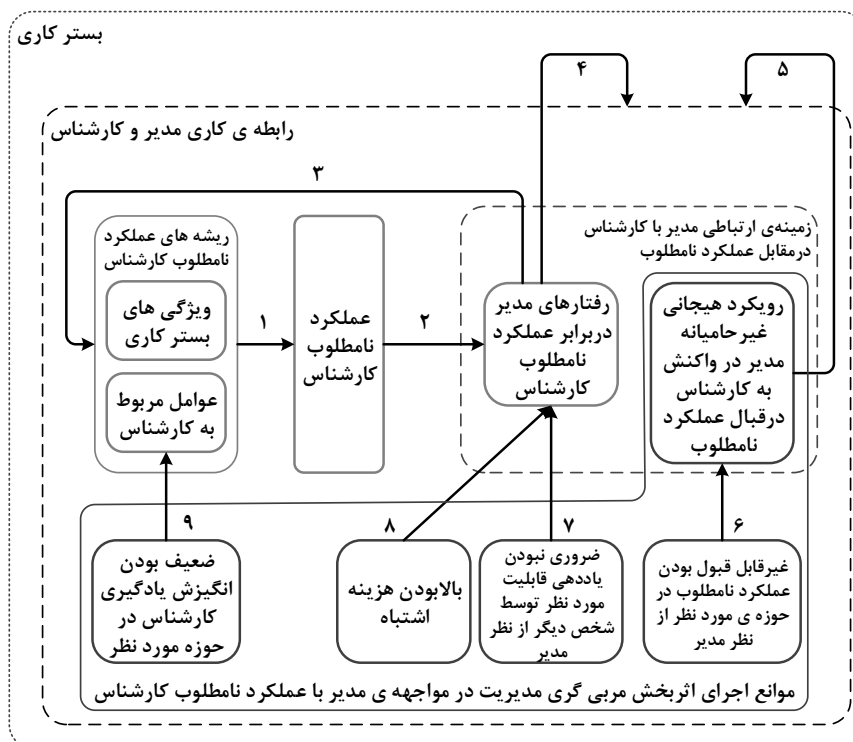 بستر کاری
۴
۵
رابطه ی کاری مدیر و کارشناس
۳
زمینه‌ی ارتباطی مدیر با کارشناس
درمقابل عملکرد نامطلوب
ریشه های عملکرد
نامطلوب کارشناس
ویژگی های
بستر کاری
عوامل مربوط
به کارشناس
۱
عملکرد
نامطلوب
کارشناس
۲
رفتارهای مدیر
دربرابر عملکرد
نامطلوب
کارشناس
رویکرد هیجانی
غیرحامیانه
مدیر در واکنش
به کارشناس
درقبال عملکرد
نامطلوب
۹
۸
۷
۶
ضعیف بودن
انگیزش یادگیری
کارشناس در
حوزه مورد نظر
بالابودن هزینه
اشتباه
ضروری نبودن
یاددهی قابلیت
مورد نظر توسط
شخص دیگر از نظر
مدیر
غیرقابل قبول بودن
عملکرد نامطلوب در
حوزه ی مورد نظر از
نظر مدیر
موانع اجرای اثربخش مربی گری مدیریت در مواجهه ی مدیر با عملکرد نامطلوب کارشناس